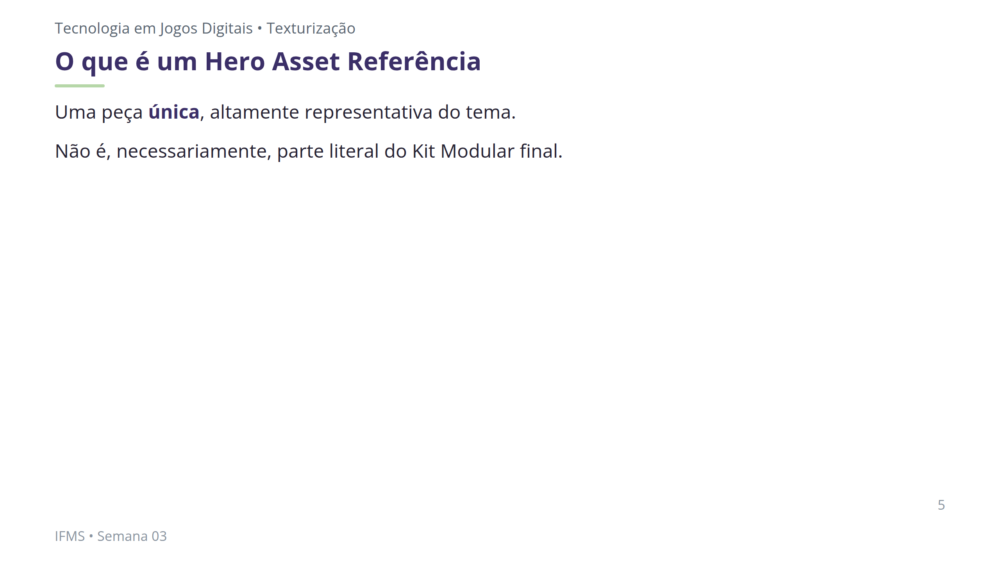 Tecnologia em Jogos Digitais • Texturização
O que é um Hero Asset Referência
Uma peça única, altamente representativa do tema.
Não é, necessariamente, parte literal do Kit Modular final.
5
IFMS • Semana 03